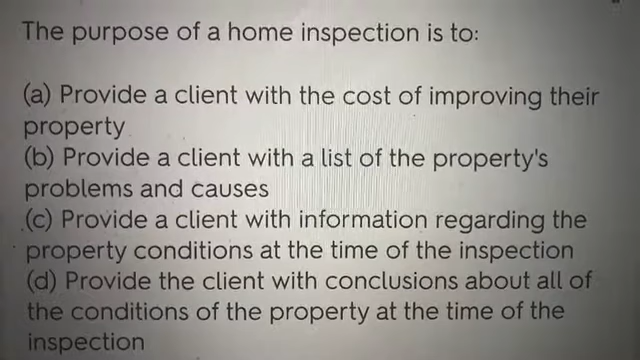 The purpose of a home inspection is to:
(a) Provide a client with the cost of improving their
property
(b) Provide a client with a list of the property's
problems and causes
(c) Provide a client with information regarding the
property conditions at the time of the inspection
(d) Provide the client with conclusions about all of
the conditions of the property at the time of the
inspection